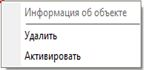 Информация об объекте
Удалить
Активировать